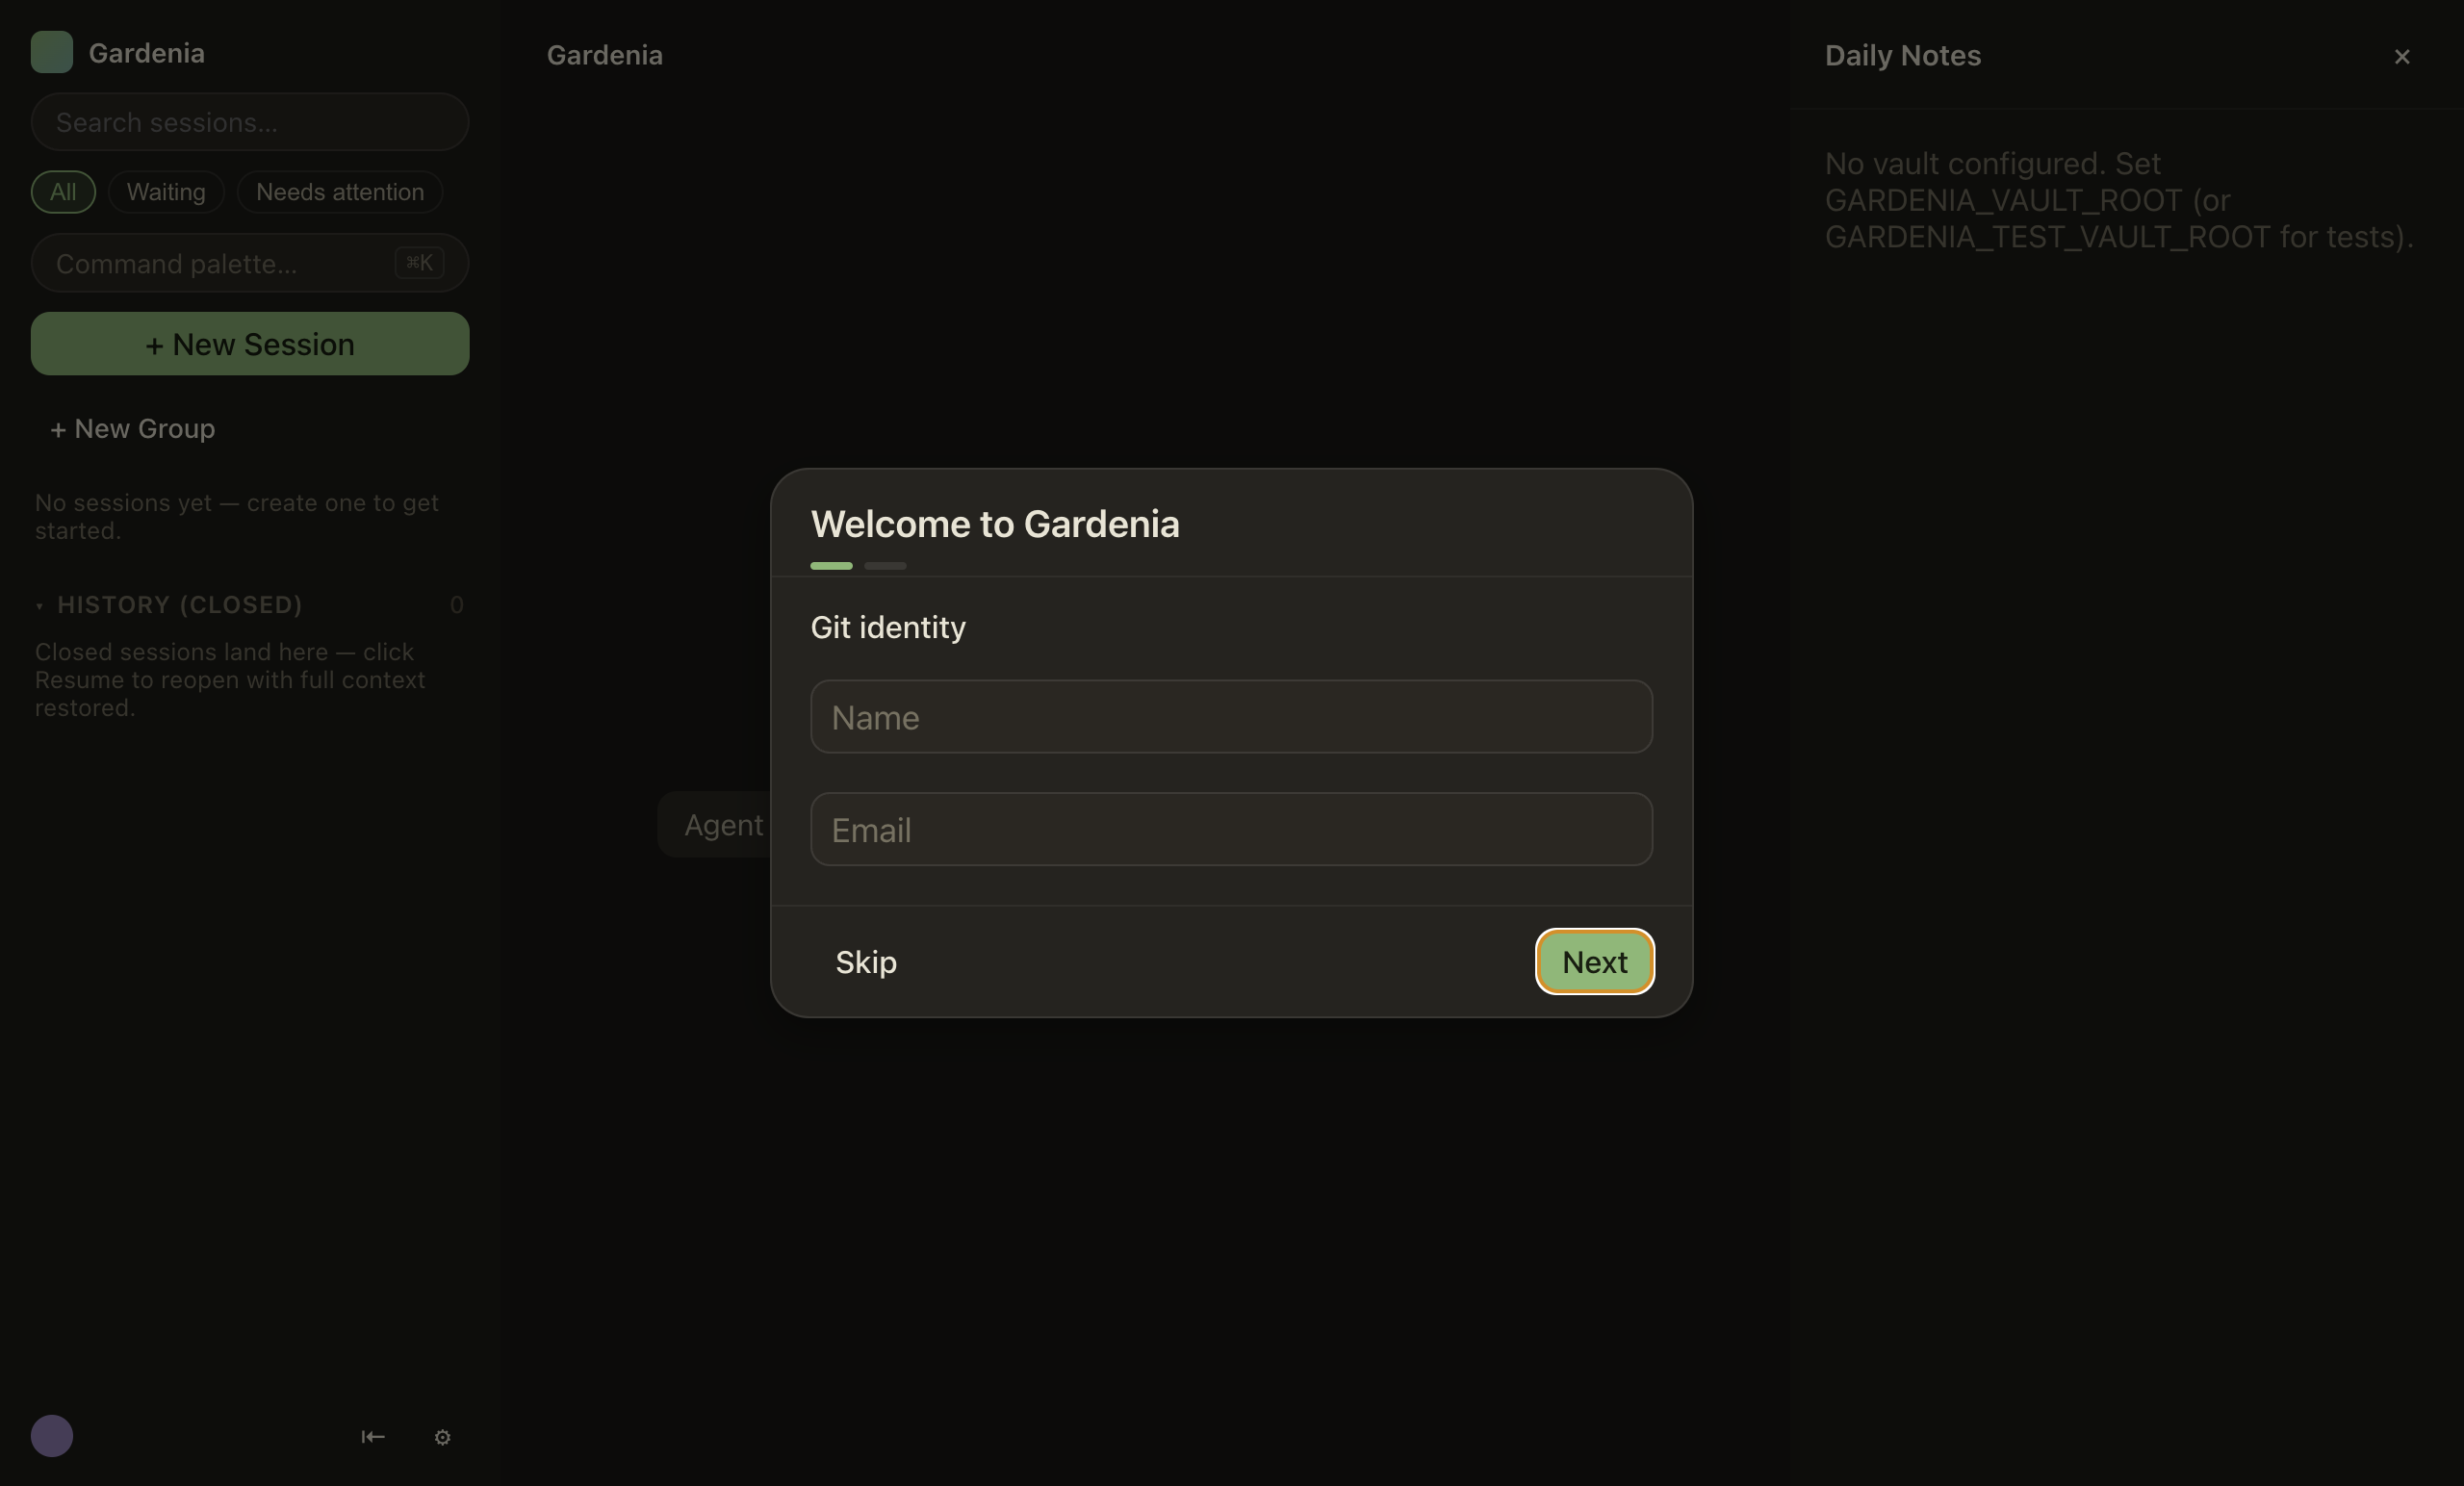 Gardenia
Search sessions...
All
Waiting
Needs attention
Command palette...
⌘K
+ New Session
+ New Group
No sessions yet — create one to get
started.
▾ HISTORY (CLOSED) 0
Closed sessions land here — click
Resume to reopen with full context
restored.
Gardenia
Agent
Welcome to Gardenia
Git identity
Name
Email
Skip
Next
Daily Notes
×
No vault configured. Set
GARDENIA_VAULT_ROOT (or
GARDENIA_TEST_VAULT_ROOT for tests).